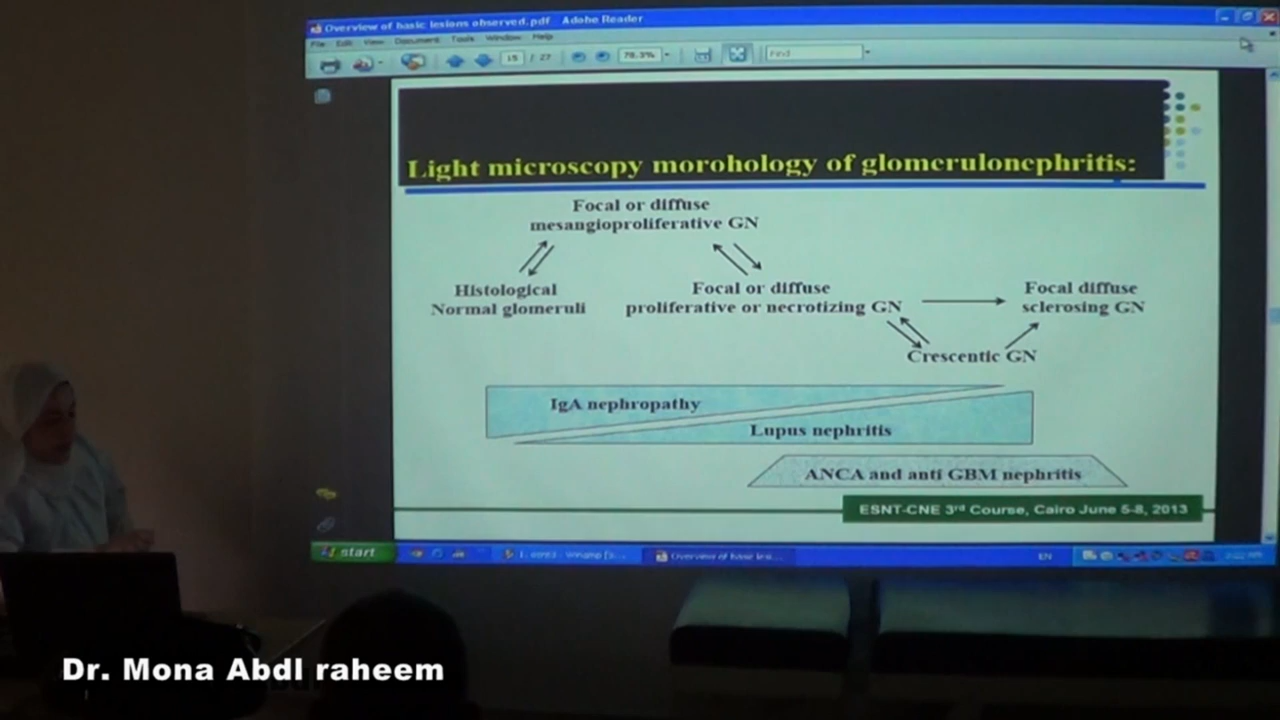 Overview of basic lesions observed.pdf - Adobe Reader
File Edit View Document Tools Window Help
15 / 27 78.3% Find
Light microscopy morohology of glomerulonephritis:
Focal or diffuse
mesangioproliferative GN
Histological
Normal glomeruli
Focal or diffuse
proliferative or necrotizing GN
Focal diffuse
sclerosing GN
Crescentic GN
IgA nephropathy
Lupus nephritis
ANCA and anti GBM nephritis
ESNT-CNE 3rd Course, Cairo June 5-8, 2013
start
Overview of basic lesi...
EN
Dr. Mona Abdl raheem